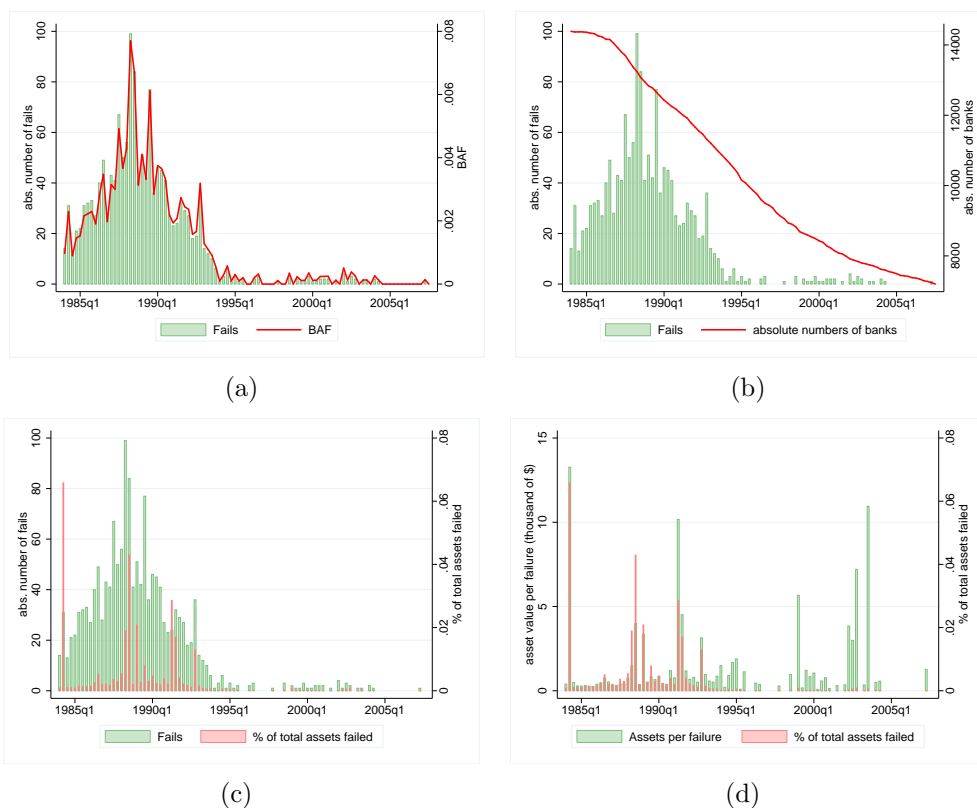 100
80
60
40
20
0
abs. number of fails
.008
.006
.004
.002
0
BAF
1985q1 1990q1 1995q1 2000q1 2005q1
Fails BAF
(a)
100
80
60
40
20
0
abs. number of fails
14000
12000
10000
8000
abs. number of banks
1985q1 1990q1 1995q1 2000q1 2005q1
Fails absolute numbers of banks
(b)
100
80
60
40
20
0
abs. number of fails
.08
.06
.04
.02
0
% of total assets failed
1985q1 1990q1 1995q1 2000q1 2005q1
Fails % of total assets failed
(c)
15
10
5
0
asset value per failure (thousand of $)
.08
.06
.04
.02
0
% of total assets failed
1985q1 1990q1 1995q1 2000q1 2005q1
Assets per failure % of total assets failed
(d)